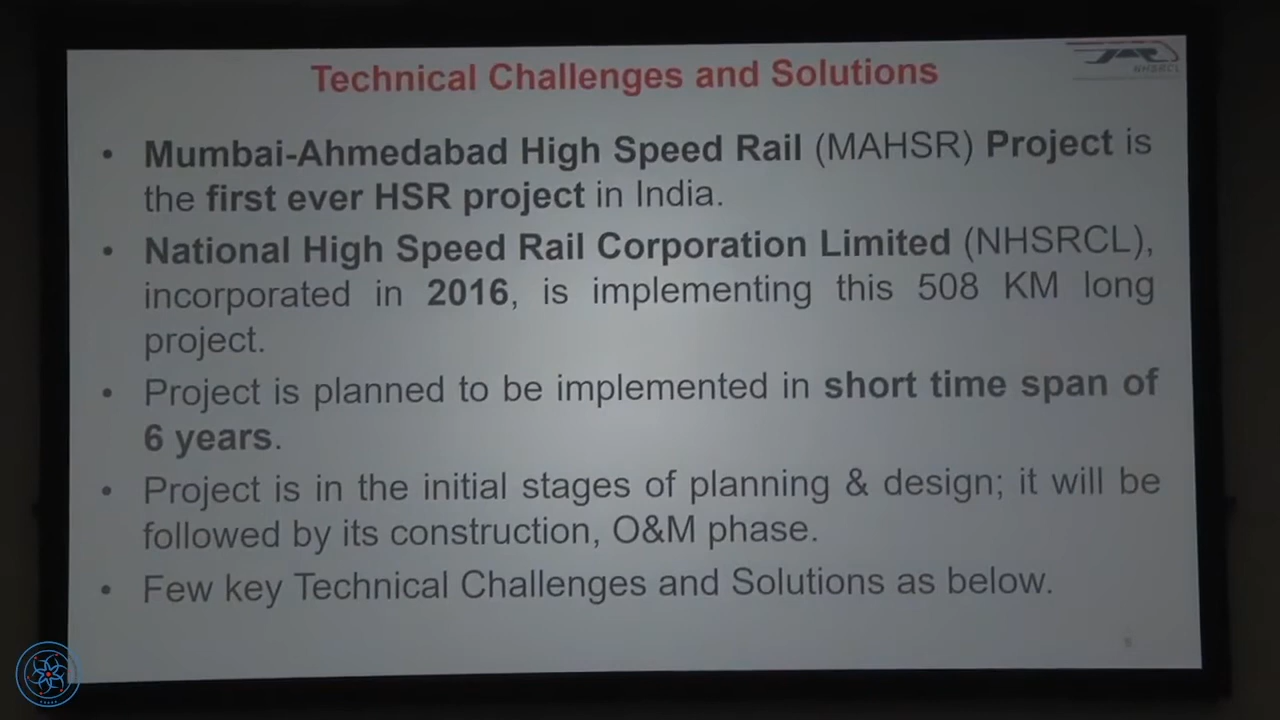 Technical Challenges and Solutions
NHSRCL
• Mumbai-Ahmedabad High Speed Rail (MAHSR) Project is
the first ever HSR project in India.
• National High Speed Rail Corporation Limited (NHSRCL),
incorporated in 2016, is implementing this 508 KM long
project.
• Project is planned to be implemented in short time span of
6 years.
• Project is in the initial stages of planning & design; it will be
followed by its construction, O&M phase.
• Few key Technical Challenges and Solutions as below.